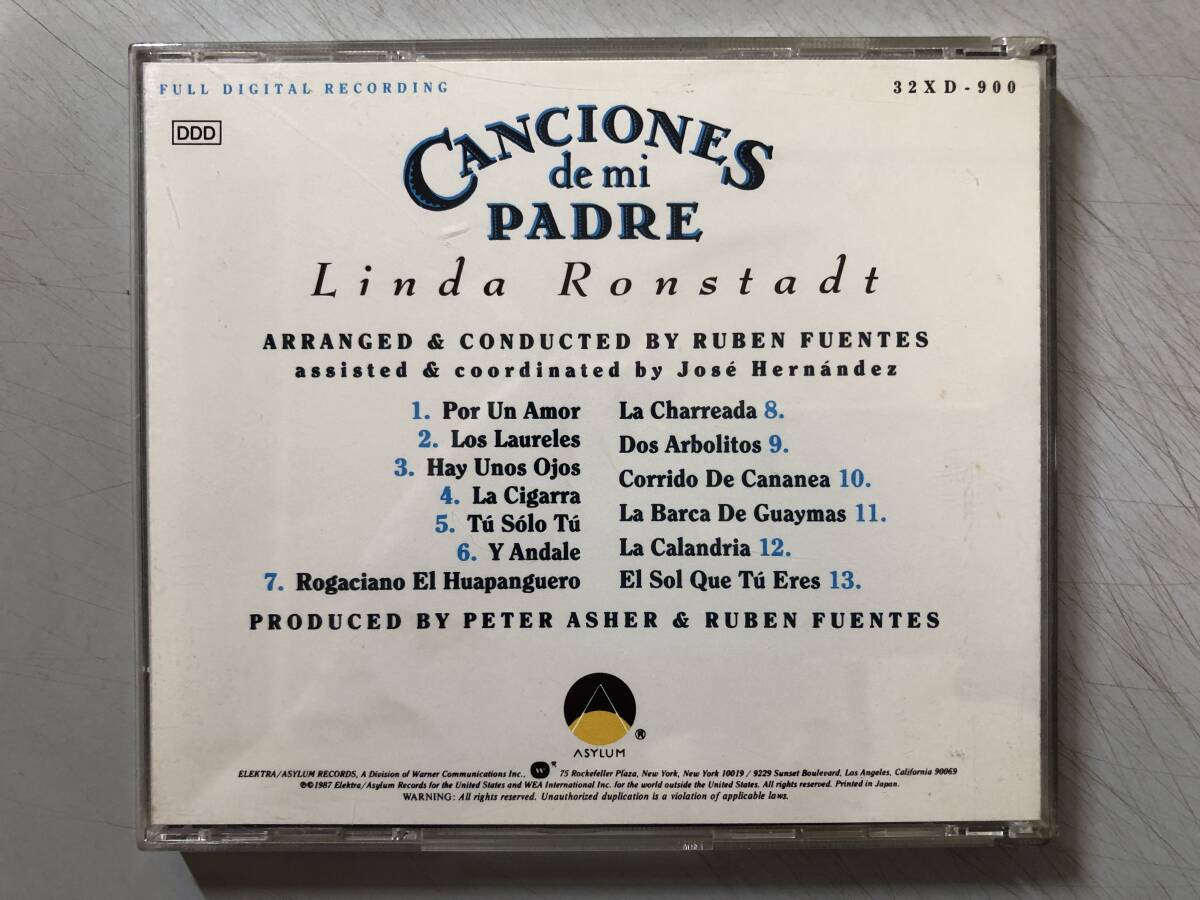 FULL DIGITAL RECORDING
32XD-900
DDD
CANCIONES
de mi
PADRE
Linda Ronstadt
ARRANGED & CONDUCTED BY RUBEN FUENTES
assisted & coordinated by José Hernández
1. Por Un Amor
2. Los Laureles
3. Hay Unos Ojos
4. La Cigarra
5. Tú Sólo Tú
6. Y Andale
7. Rogaciano El Huapanguero
La Charreada 8.
Dos Arbolitos 9.
Corrido De Cananea 10.
La Barca De Guaymas 11.
La Calandria 12.
El Sol Que Tú Eres 13.
PRODUCED BY PETER ASHER & RUBEN FUENTES
®
ASYLUM
ELEKTRA/ASYLUM RECORDS, A Division of Warner Communications Inc., W ® 75 Rockefeller Plaza, New York, New York 10019 / 9229 Sunset Boulevard, Los Angeles, California 90069
℗©1987 Elektra/Asylum Records for the United States and WEA International Inc. for the world outside the United States. All rights reserved. Printed in Japan.
WARNING: All rights reserved. Unauthorized duplication is a violation of applicable laws.